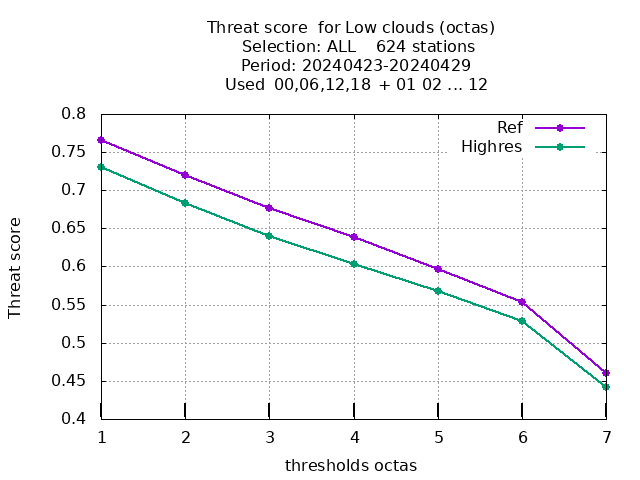 Threat score  for Low clouds (octas)
Selection: ALL    624 stations
Period: 20240423-20240429
Used  00,06,12,18 + 01 02 ... 12
Ref
Highres
0.8
0.75
0.7
0.65
0.6
0.55
0.5
0.45
0.4
Threat score
1 2 3 4 5 6 7
thresholds octas